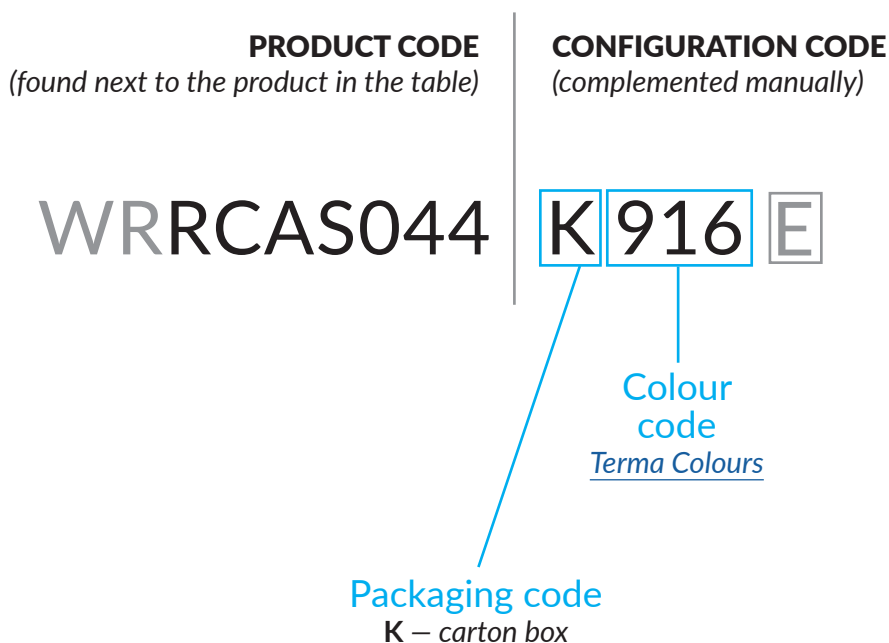 PRODUCT CODE
(found next to the product in the table)
CONFIGURATION CODE
(complemented manually)
WRRCAS044 K 916 E
Colour
code
Terma Colours
Packaging code
K — carton box